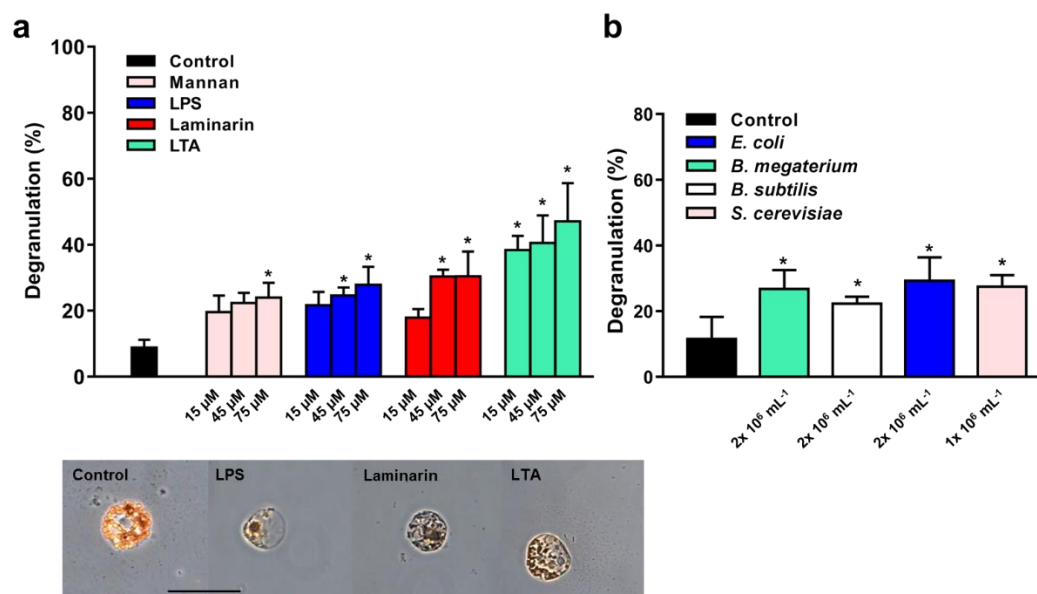 a
Degranulation (%)
100
80
60
40
20
0
Control
Mannan
LPS
Laminarin
LTA
*
*
*
*
*
*
*
*
15 µM
45 µM
75 µM
15 µM
45 µM
75 µM
15 µM
45 µM
75 µM
15 µM
45 µM
75 µM
b
Degranulation (%)
80
60
40
20
0
Control
E. coli
B. megaterium
B. subtilis
S. cerevisiae
*
*
*
*
2x 10⁶ mL⁻¹
2x 10⁶ mL⁻¹
2x 10⁶ mL⁻¹
1x 10⁶ mL⁻¹
Control
LPS
Laminarin
LTA